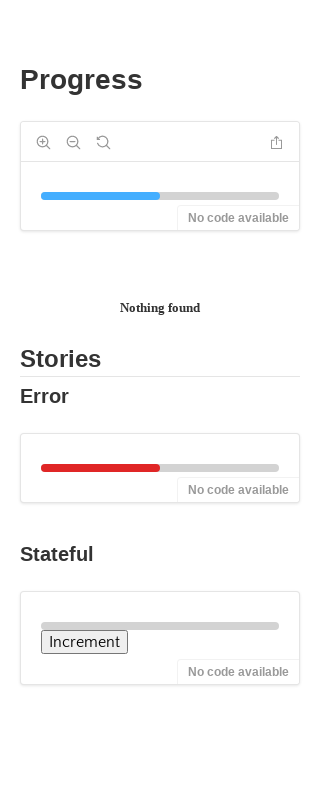 Progress
No code available
Nothing found
Stories
Error
No code available
Stateful
Increment
No code available